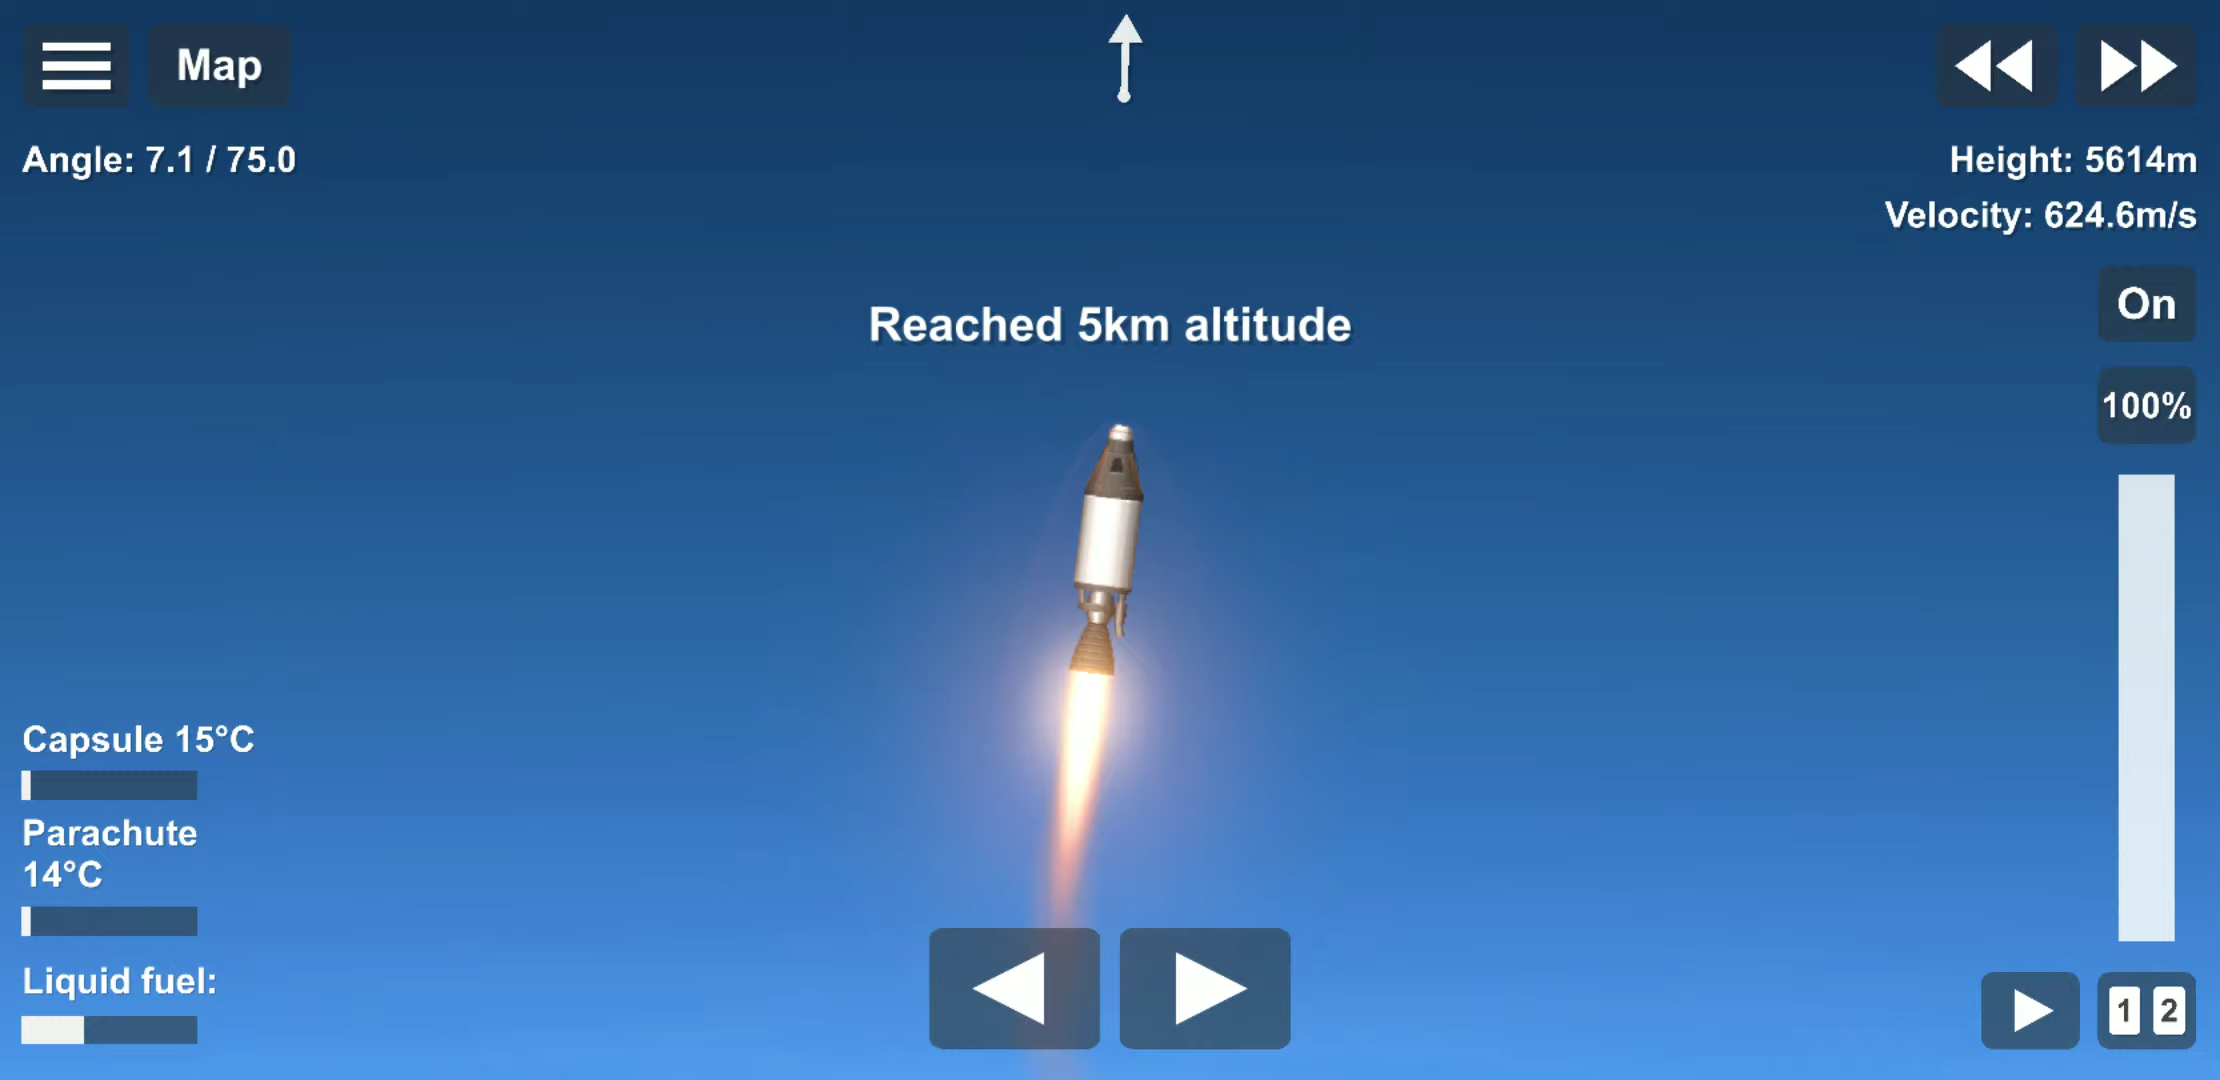 Map
Angle: 7.1 / 75.0
Height: 5614m
Velocity: 624.6m/s
On
Reached 5km altitude
100%
Capsule 15°C
Parachute
14°C
Liquid fuel:
1 2